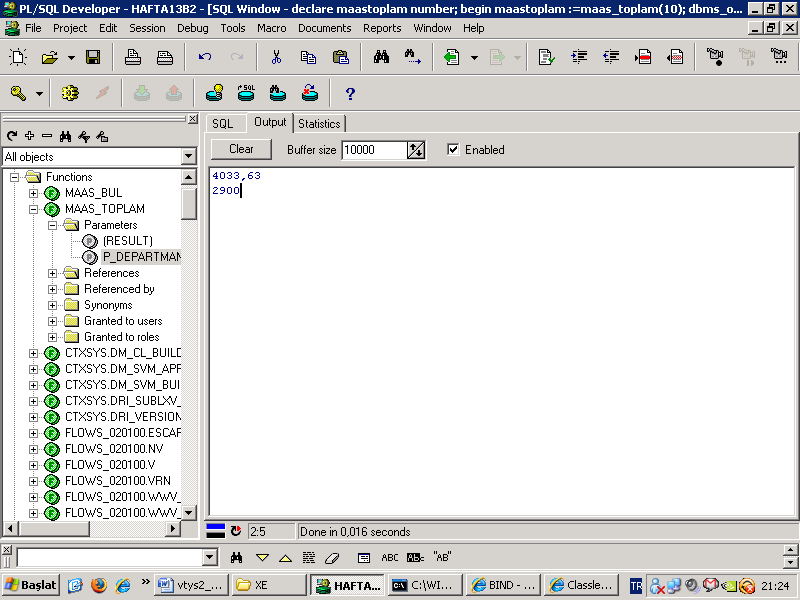 PL/SQL Developer - HAFTA13B2 - [SQL Window - declare maastoplam number; begin maastoplam :=maas_toplam(10); dbms_o...
File Project Edit Session Debug Tools Macro Documents Reports Window Help
SQL
All objects
Functions
MAAS_BUL
MAAS_TOPLAM
Parameters
(RESULT)
P_DEPARTMAN
References
Referenced by
Synonyms
Granted to users
Granted to roles
CTXSYS.DM_CL_BUILD
CTXSYS.DM_SVM_APP
CTXSYS.DM_SVM_BUI
CTXSYS.DRI_SUBLXV_
CTXSYS.DRI_VERSION
FLOWS_020100.ESCAP
FLOWS_020100.NV
FLOWS_020100.V
FLOWS_020100.VRN
FLOWS_020100.WWV_
FLOWS_020100.WWV_
SQL Output Statistics
Clear Buffer size 10000 Enabled
4033,63
2900
2:5 Done in 0,016 seconds
ABC ABc "AB"
Başlat vtys2_... XE HAFTA... C:\WI... BIND - ... Classle... TR 21:24